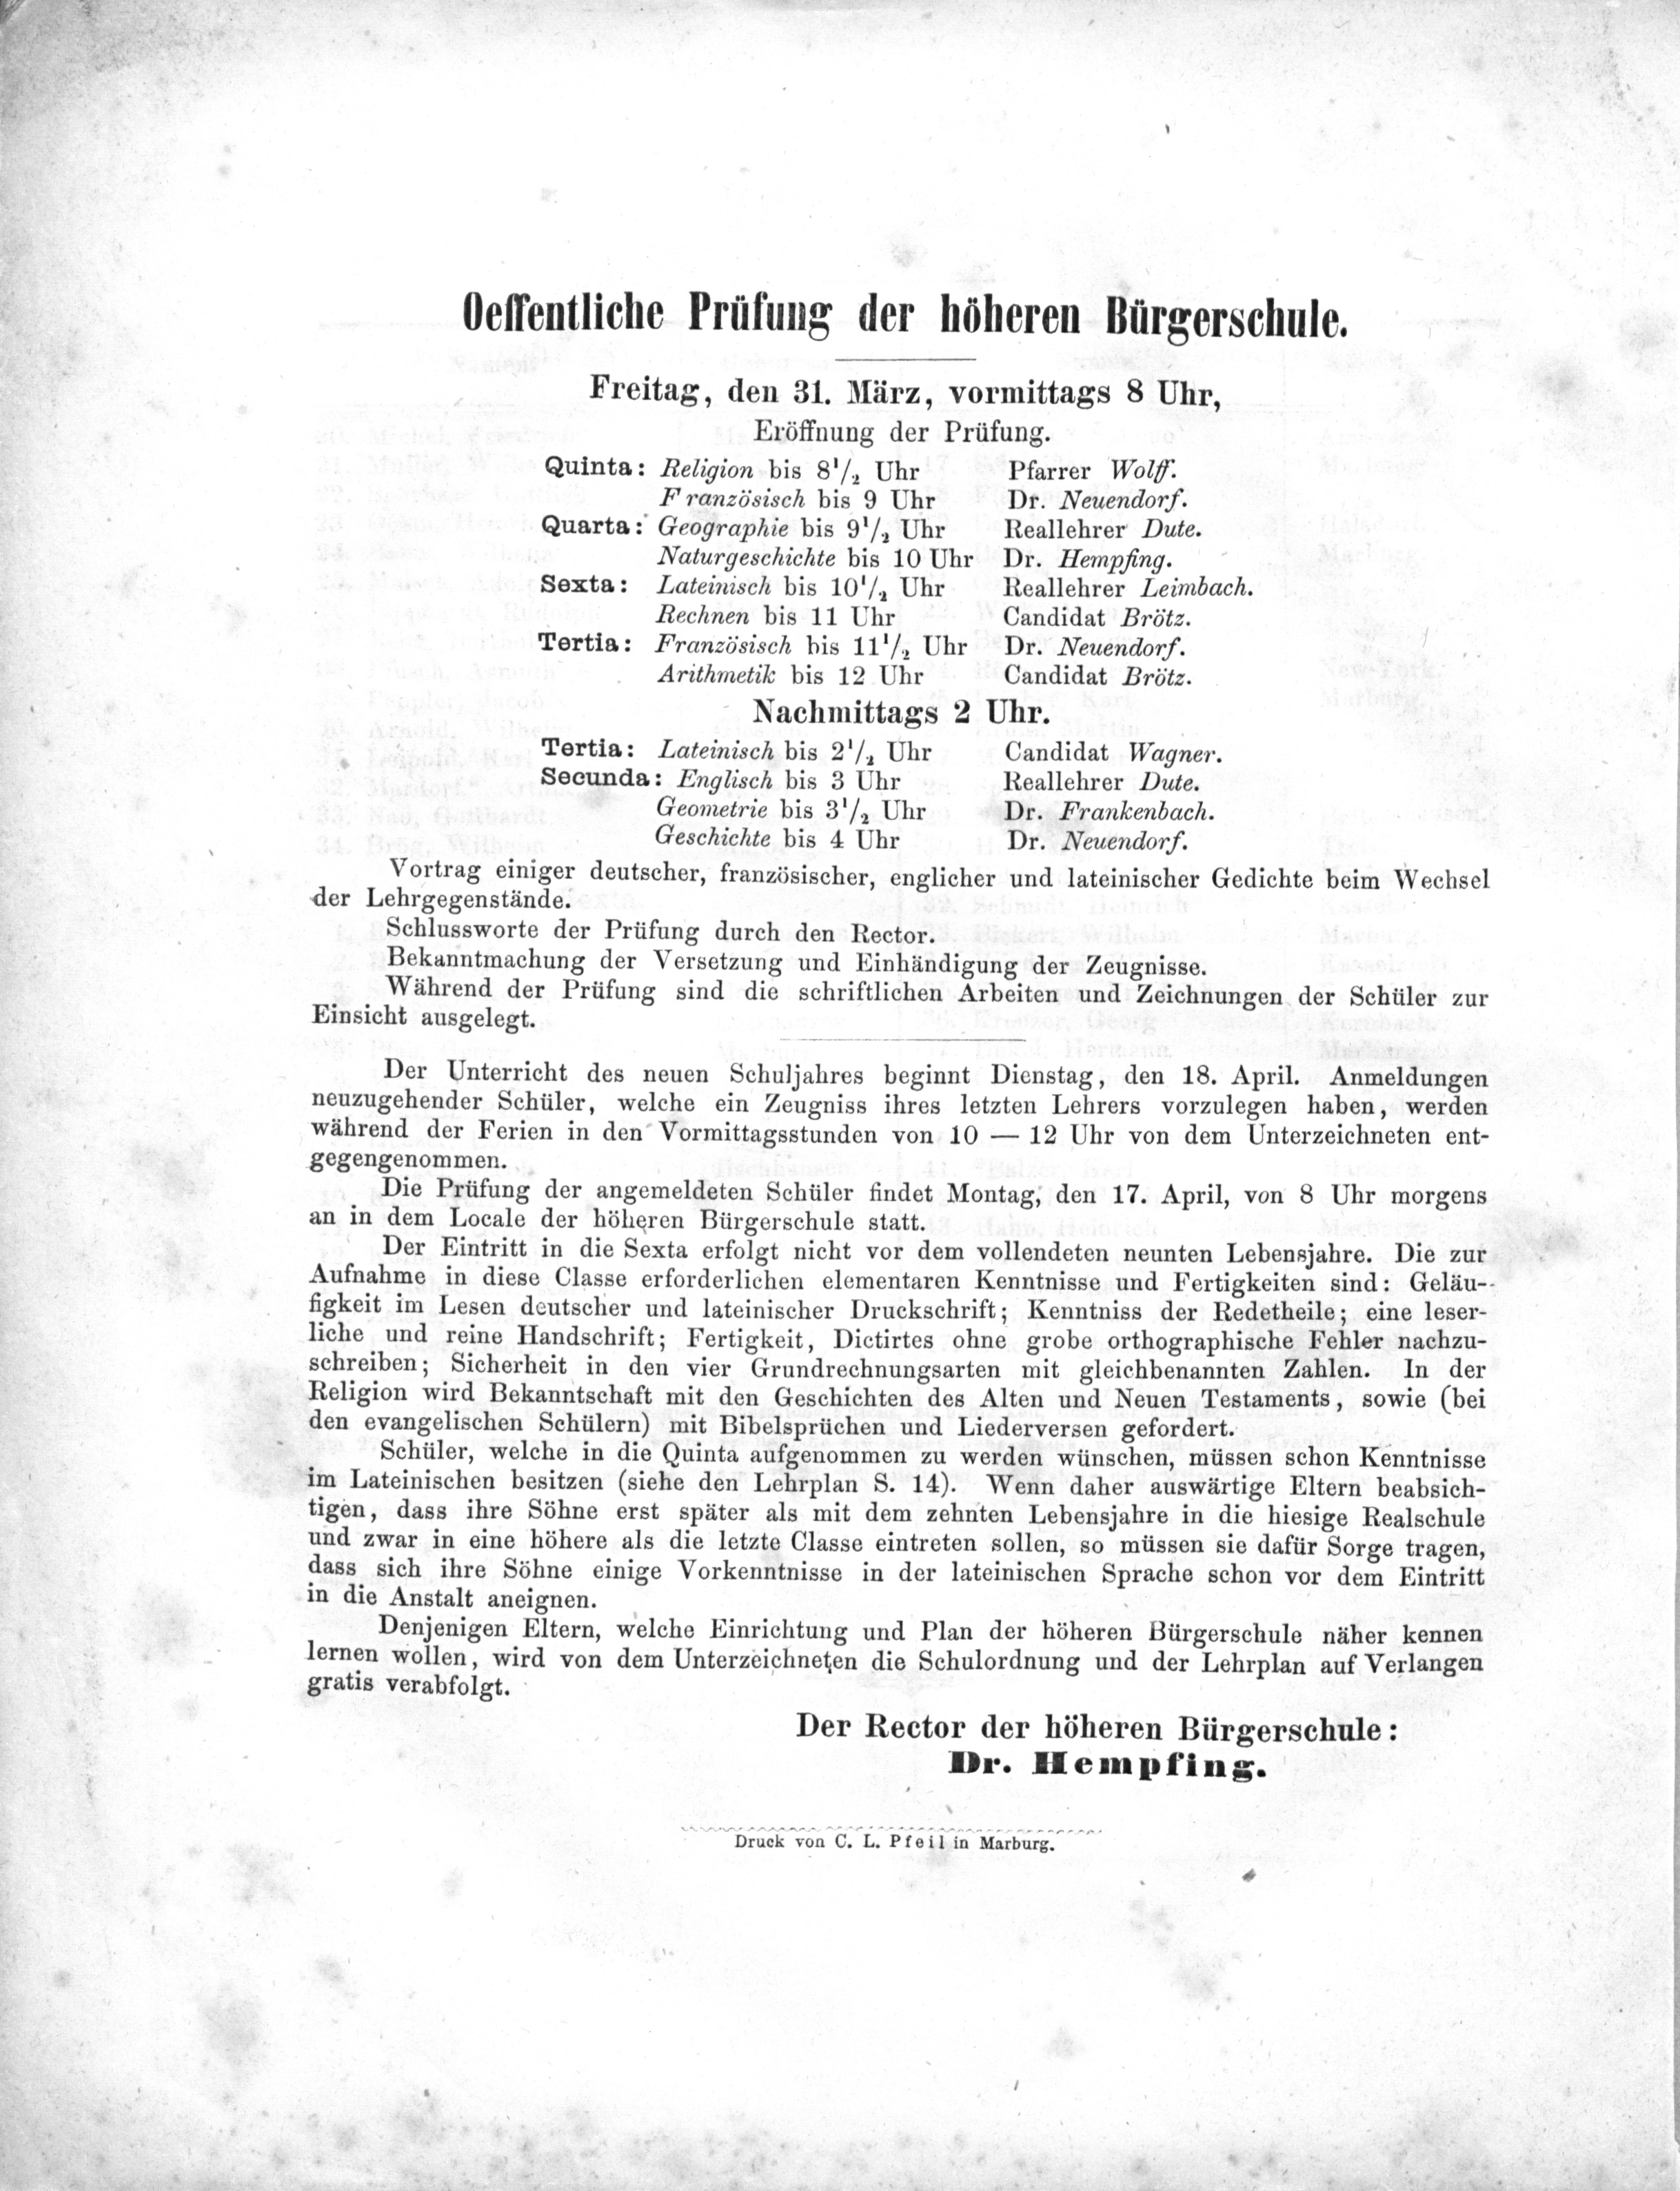 Oeffentliche Prüfung der höheren Bürgerschule.
Freitag, den 31. März, vormittags 8 Uhr,
Eröffnung der Prüfung.
Quinta: Religion bis 8¹/₂ Uhr Pfarrer Wolff.
Französisch bis 9 Uhr Dr. Neuendorf.
Quarta: Geographie bis 9¹/₂ Uhr Reallehrer Dute.
Naturgeschichte bis 10 Uhr Dr. Hempfing.
Sexta: Lateinisch bis 10¹/₂ Uhr Reallehrer Leimbach.
Rechnen bis 11 Uhr Candidat Brötz.
Tertia: Französisch bis 11¹/₂ Uhr Dr. Neuendorf.
Arithmetik bis 12 Uhr Candidat Brötz.
Nachmittags 2 Uhr.
Tertia: Lateinisch bis 2¹/₂ Uhr Candidat Wagner.
Secunda: Englisch bis 3 Uhr Reallehrer Dute.
Geometrie bis 3¹/₂ Uhr Dr. Frankenbach.
Geschichte bis 4 Uhr Dr. Neuendorf.
Vortrag einiger deutscher, französischer, englicher und lateinischer Gedichte beim Wechsel
der Lehrgegenstände.
Schlussworte der Prüfung durch den Rector.
Bekanntmachung der Versetzung und Einhändigung der Zeugnisse.
Während der Prüfung sind die schriftlichen Arbeiten und Zeichnungen der Schüler zur
Einsicht ausgelegt.
Der Unterricht des neuen Schuljahres beginnt Dienstag, den 18. April. Anmeldungen
neuzugehender Schüler, welche ein Zeugniss ihres letzten Lehrers vorzulegen haben, werden
während der Ferien in den Vormittagsstunden von 10 — 12 Uhr von dem Unterzeichneten ent-
gegengenommen.
Die Prüfung der angemeldeten Schüler findet Montag, den 17. April, von 8 Uhr morgens
an in dem Locale der höheren Bürgerschule statt.
Der Eintritt in die Sexta erfolgt nicht vor dem vollendeten neunten Lebensjahre. Die zur
Aufnahme in diese Classe erforderlichen elementaren Kenntnisse und Fertigkeiten sind: Geläu-
figkeit im Lesen deutscher und lateinischer Druckschrift; Kenntniss der Redetheile; eine leser-
liche und reine Handschrift; Fertigkeit, Dictirtes ohne grobe orthographische Fehler nachzu-
schreiben; Sicherheit in den vier Grundrechnungsarten mit gleichbenannten Zahlen. In der
Religion wird Bekanntschaft mit den Geschichten des Alten und Neuen Testaments, sowie (bei
den evangelischen Schülern) mit Bibelsprüchen und Liederversen gefordert.
Schüler, welche in die Quinta aufgenommen zu werden wünschen, müssen schon Kenntnisse
im Lateinischen besitzen (siehe den Lehrplan S. 14). Wenn daher auswärtige Eltern beabsich-
tigen, dass ihre Söhne erst später als mit dem zehnten Lebensjahre in die hiesige Realschule
und zwar in eine höhere als die letzte Classe eintreten sollen, so müssen sie dafür Sorge tragen,
dass sich ihre Söhne einige Vorkenntnisse in der lateinischen Sprache schon vor dem Eintritt
in die Anstalt aneignen.
Denjenigen Eltern, welche Einrichtung und Plan der höheren Bürgerschule näher kennen
lernen wollen, wird von dem Unterzeichneten die Schulordnung und der Lehrplan auf Verlangen
gratis verabfolgt.
Der Rector der höheren Bürgerschule:
Dr. Hempfing.
Druck von C. L. Pfeil in Marburg.